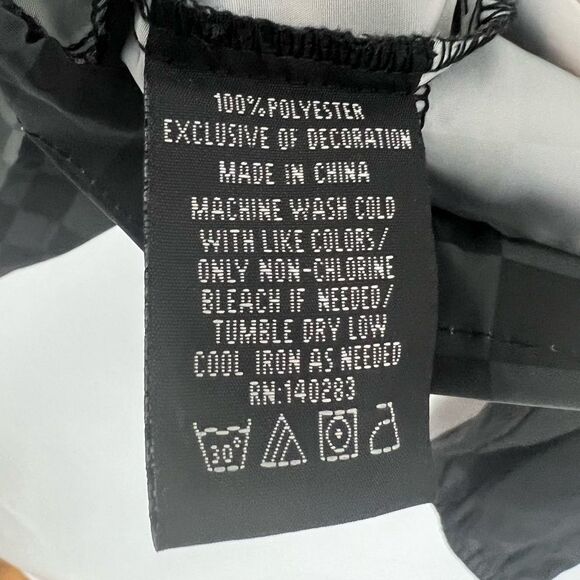 100%POLYESTER
EXCLUSIVE OF DECORATION
MADE IN CHINA
MACHINE WASH COLD
WITH LIKE COLORS/
ONLY NON-CHLORINE
BLEACH IF NEEDED/
TUMBLE DRY LOW
COOL IRON AS NEEDED
RN:140283
30°